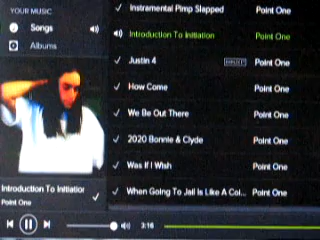 YOUR MUSIC
Songs
Albums
Instramental Pimp Slapped Point One
Introduction To Initiation Point One
Justin 4 EXPLICIT Point One
How Come Point One
We Be Out There Point One
2020 Bonnie & Clyde Point One
Was If I Wish Point One
When Going To Jail Is Like A Col... Point One
Introduction To Initiation
Point One
3:16